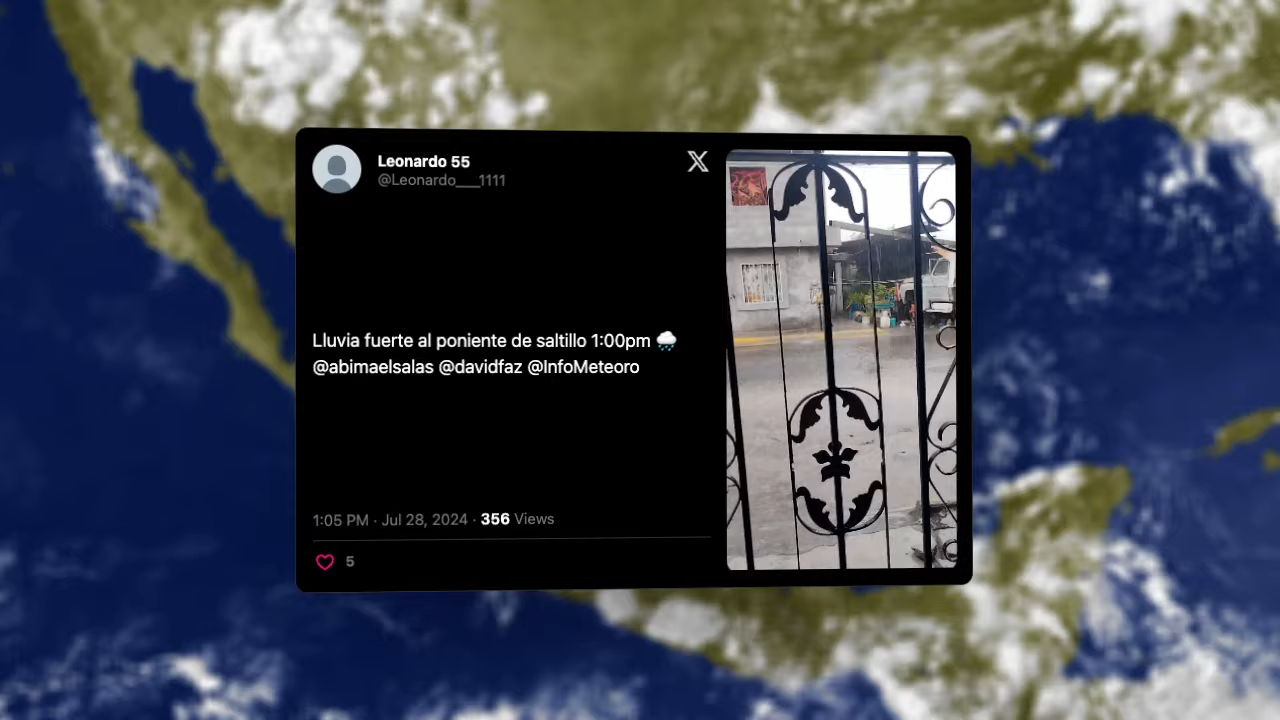 Leonardo 55
@Leonardo___1111
Lluvia fuerte al poniente de saltillo 1:00pm 🌧️
@abimaelsalas @davidfaz @InfoMeteoro
1:05 PM · Jul 28, 2024 · 356 Views
5